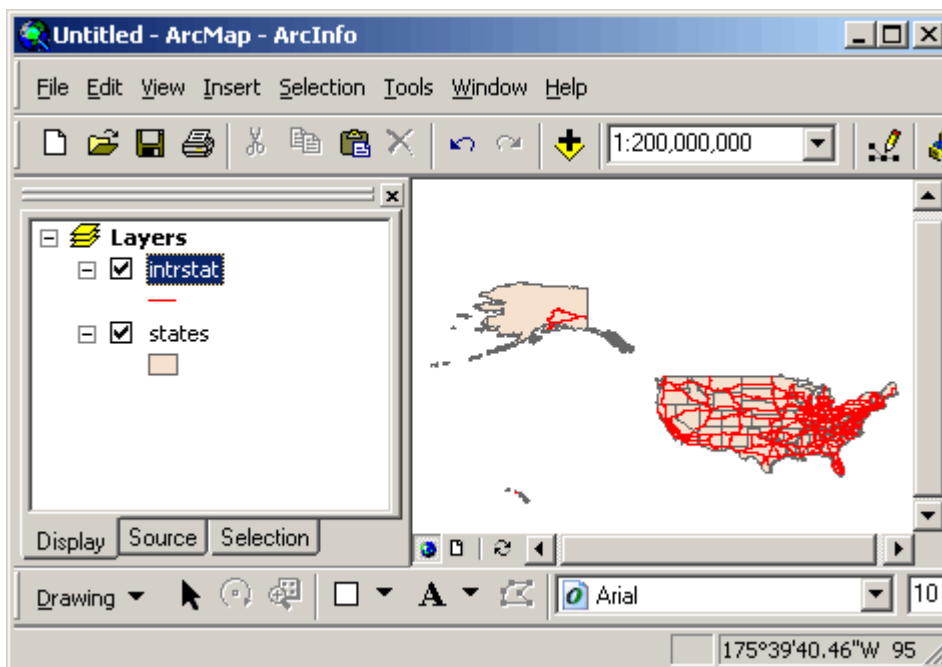 Untitled - ArcMap - ArcInfo
File Edit View Insert Selection Tools Window Help
1:200,000,000
Layers
intrstat
states
Display Source Selection
Drawing A Arial 10
175°39'40.46"W 95